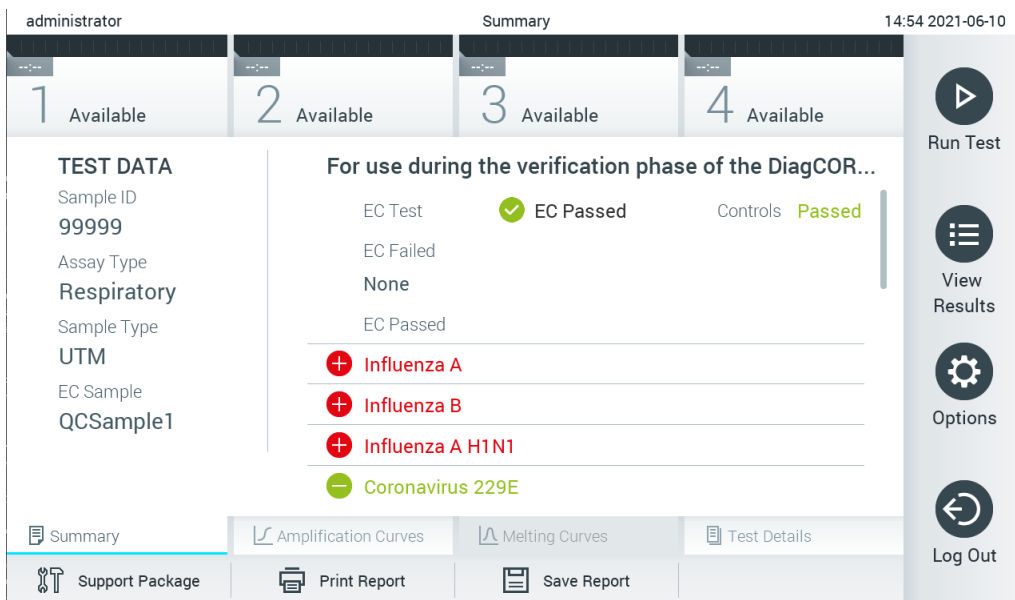 administrator
Summary
14:54 2021-06-10
--:--
--:--
--:--
--:--
1 Available
2 Available
3 Available
4 Available
Run Test
View
Results
Options
Log Out
TEST DATA
Sample ID
99999
Assay Type
Respiratory
Sample Type
UTM
EC Sample
QCSample1
For use during the verification phase of the DiagCOR...
EC Test EC Passed Controls Passed
EC Failed
None
EC Passed
Influenza A
Influenza B
Influenza A H1N1
Coronavirus 229E
Summary
Amplification Curves
Melting Curves
Test Details
Support Package
Print Report
Save Report